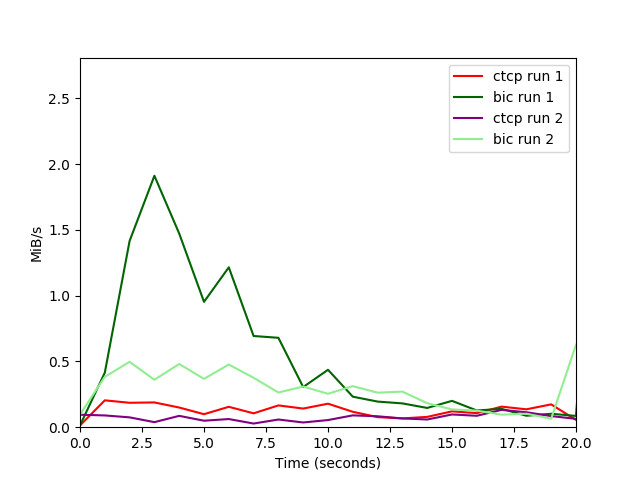 ctcp run 1
bic run 1
ctcp run 2
bic run 2
MiB/s
2.5
2.0
1.5
1.0
0.5
0.0
0.0 2.5 5.0 7.5 10.0 12.5 15.0 17.5 20.0
Time (seconds)